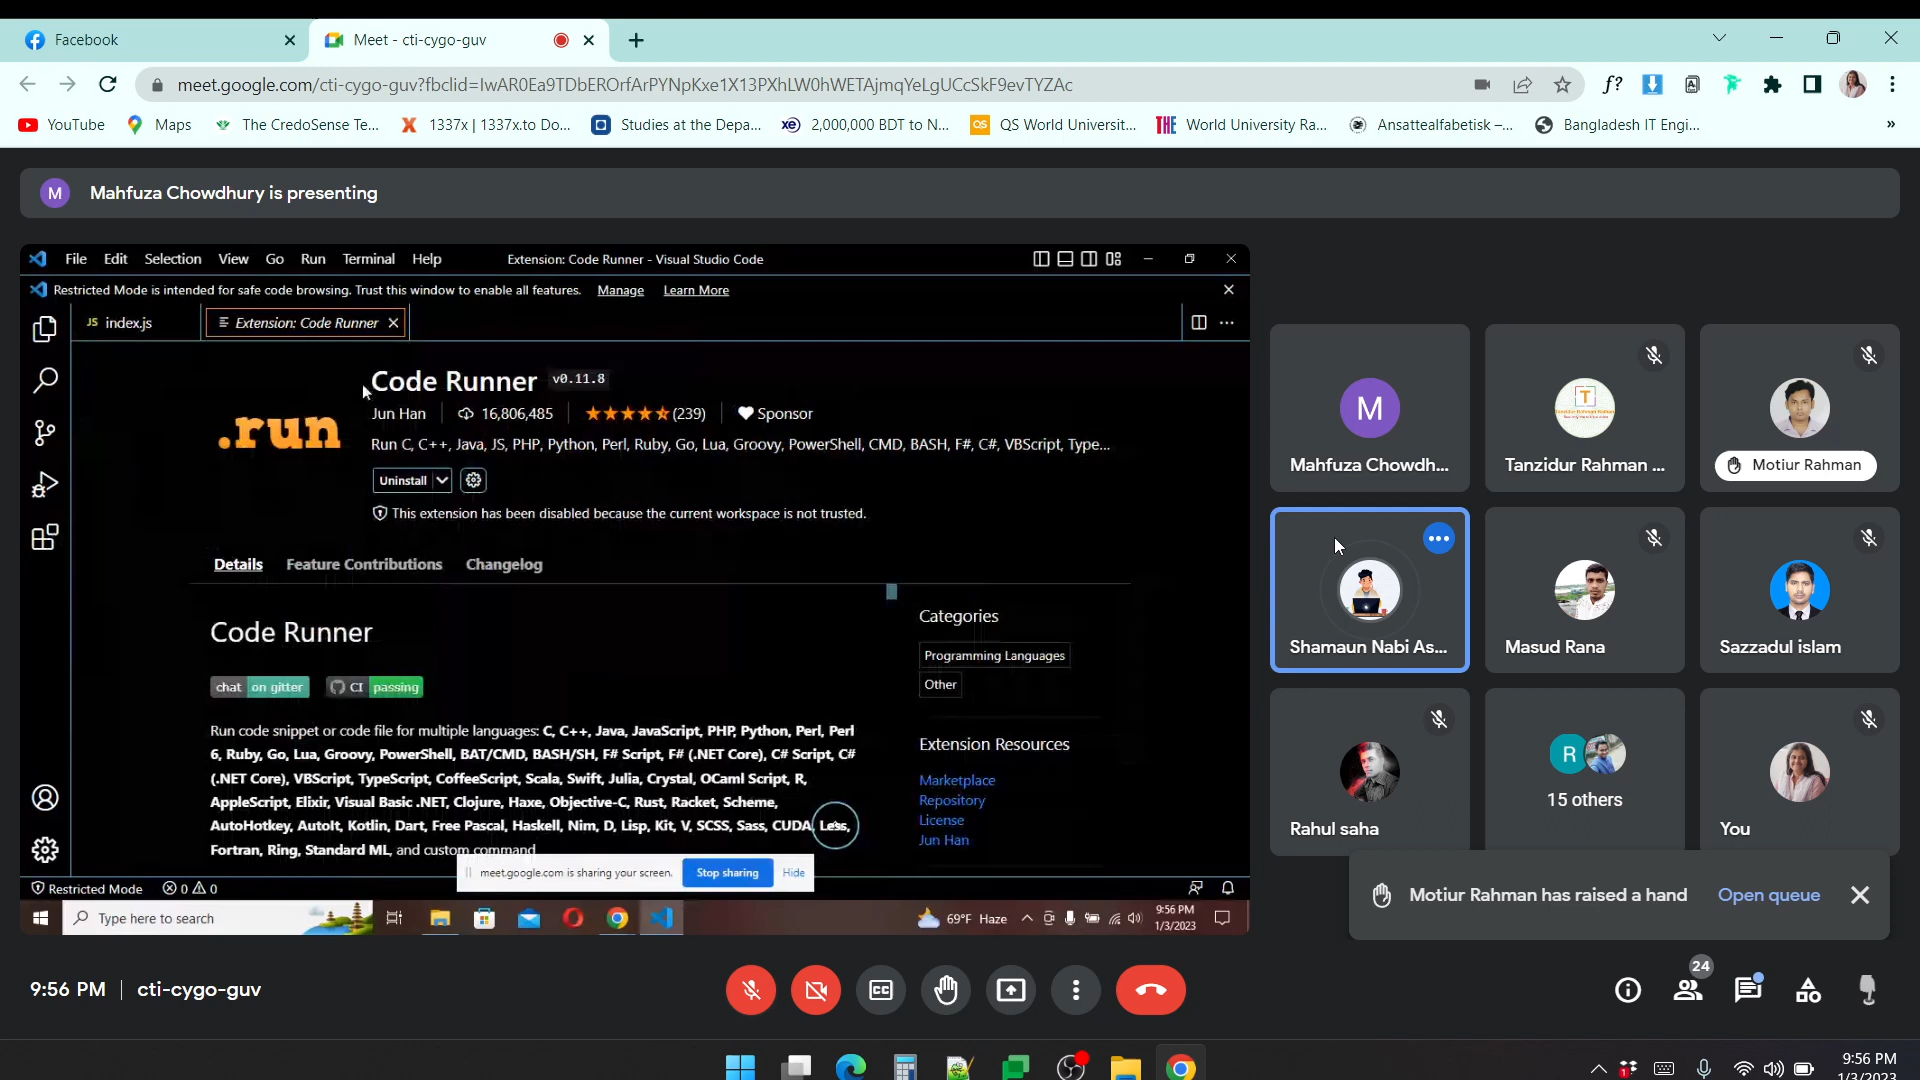 Facebook
Meet - cti-cygo-guv
meet.google.com/cti-cygo-guv?fbclid=IwAR0Ea9TDbEROrfArPYNpKxe1X13PXhLW0hWETAjmqYeLgUCcSkF9evTYZAc
f?
YouTube
Maps
The CredoSense Te...
1337x | 1337x.to Do...
Studies at the Depa...
xe 2,000,000 BDT to N...
QS QS World Universit...
THE World University Ra...
Ansattealfabetisk –...
Bangladesh IT Engi...
»
M Mahfuza Chowdhury is presenting
File Edit Selection View Go Run Terminal Help
Extension: Code Runner - Visual Studio Code
Restricted Mode is intended for safe code browsing. Trust this window to enable all features. Manage Learn More
JS index.js
Extension: Code Runner
.run
Code Runner v0.11.8
Jun Han 16,806,485 (239) Sponsor
Run C, C++, Java, JS, PHP, Python, Perl, Ruby, Go, Lua, Groovy, PowerShell, CMD, BASH, F#, C#, VBScript, Type...
Uninstall
This extension has been disabled because the current workspace is not trusted.
Details Feature Contributions Changelog
Code Runner
chat on gitter CI passing
Run code snippet or code file for multiple languages: C, C++, Java, JavaScript, PHP, Python, Perl, Perl
6, Ruby, Go, Lua, Groovy, PowerShell, BAT/CMD, BASH/SH, F# Script, F# (.NET Core), C# Script, C#
(.NET Core), VBScript, TypeScript, CoffeeScript, Scala, Swift, Julia, Crystal, OCaml Script, R,
AppleScript, Elixir, Visual Basic .NET, Clojure, Haxe, Objective-C, Rust, Racket, Scheme,
AutoHotkey, AutoIt, Kotlin, Dart, Free Pascal, Haskell, Nim, D, Lisp, Kit, V, SCSS, Sass, CUDA, Less,
Fortran, Ring, Standard ML, and custom command
Categories
Programming Languages
Other
Extension Resources
Marketplace
Repository
License
Jun Han
meet.google.com is sharing your screen. Stop sharing Hide
Restricted Mode 0 0
Type here to search
69°F Haze
9:56 PM
1/3/2023
M
Mahfuza Chowdh...
T
Tanzidur Rahman ...
Motiur Rahman
Shamaun Nabi As...
Masud Rana
Sazzadul islam
Rahul saha
R
15 others
You
Motiur Rahman has raised a hand Open queue
9:56 PM | cti-cygo-guv
24
1
9:56 PM
1/3/2023